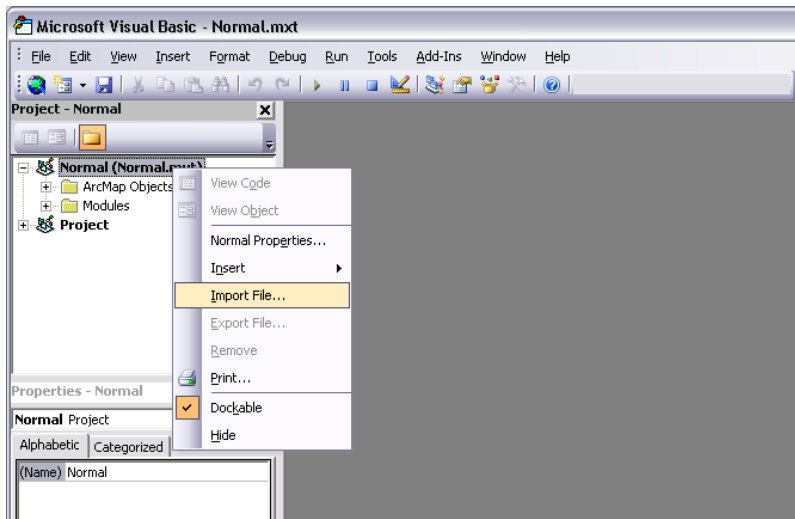 Microsoft Visual Basic - Normal.mxt
File Edit View Insert Format Debug Run Tools Add-Ins Window Help
Project - Normal
Normal (Normal.mxt)
ArcMap Objects
Modules
Project
View Code
View Object
Normal Properties...
Insert
Import File...
Export File...
Remove
Print...
Dockable
Hide
Properties - Normal
Normal Project
Alphabetic Categorized
(Name) Normal